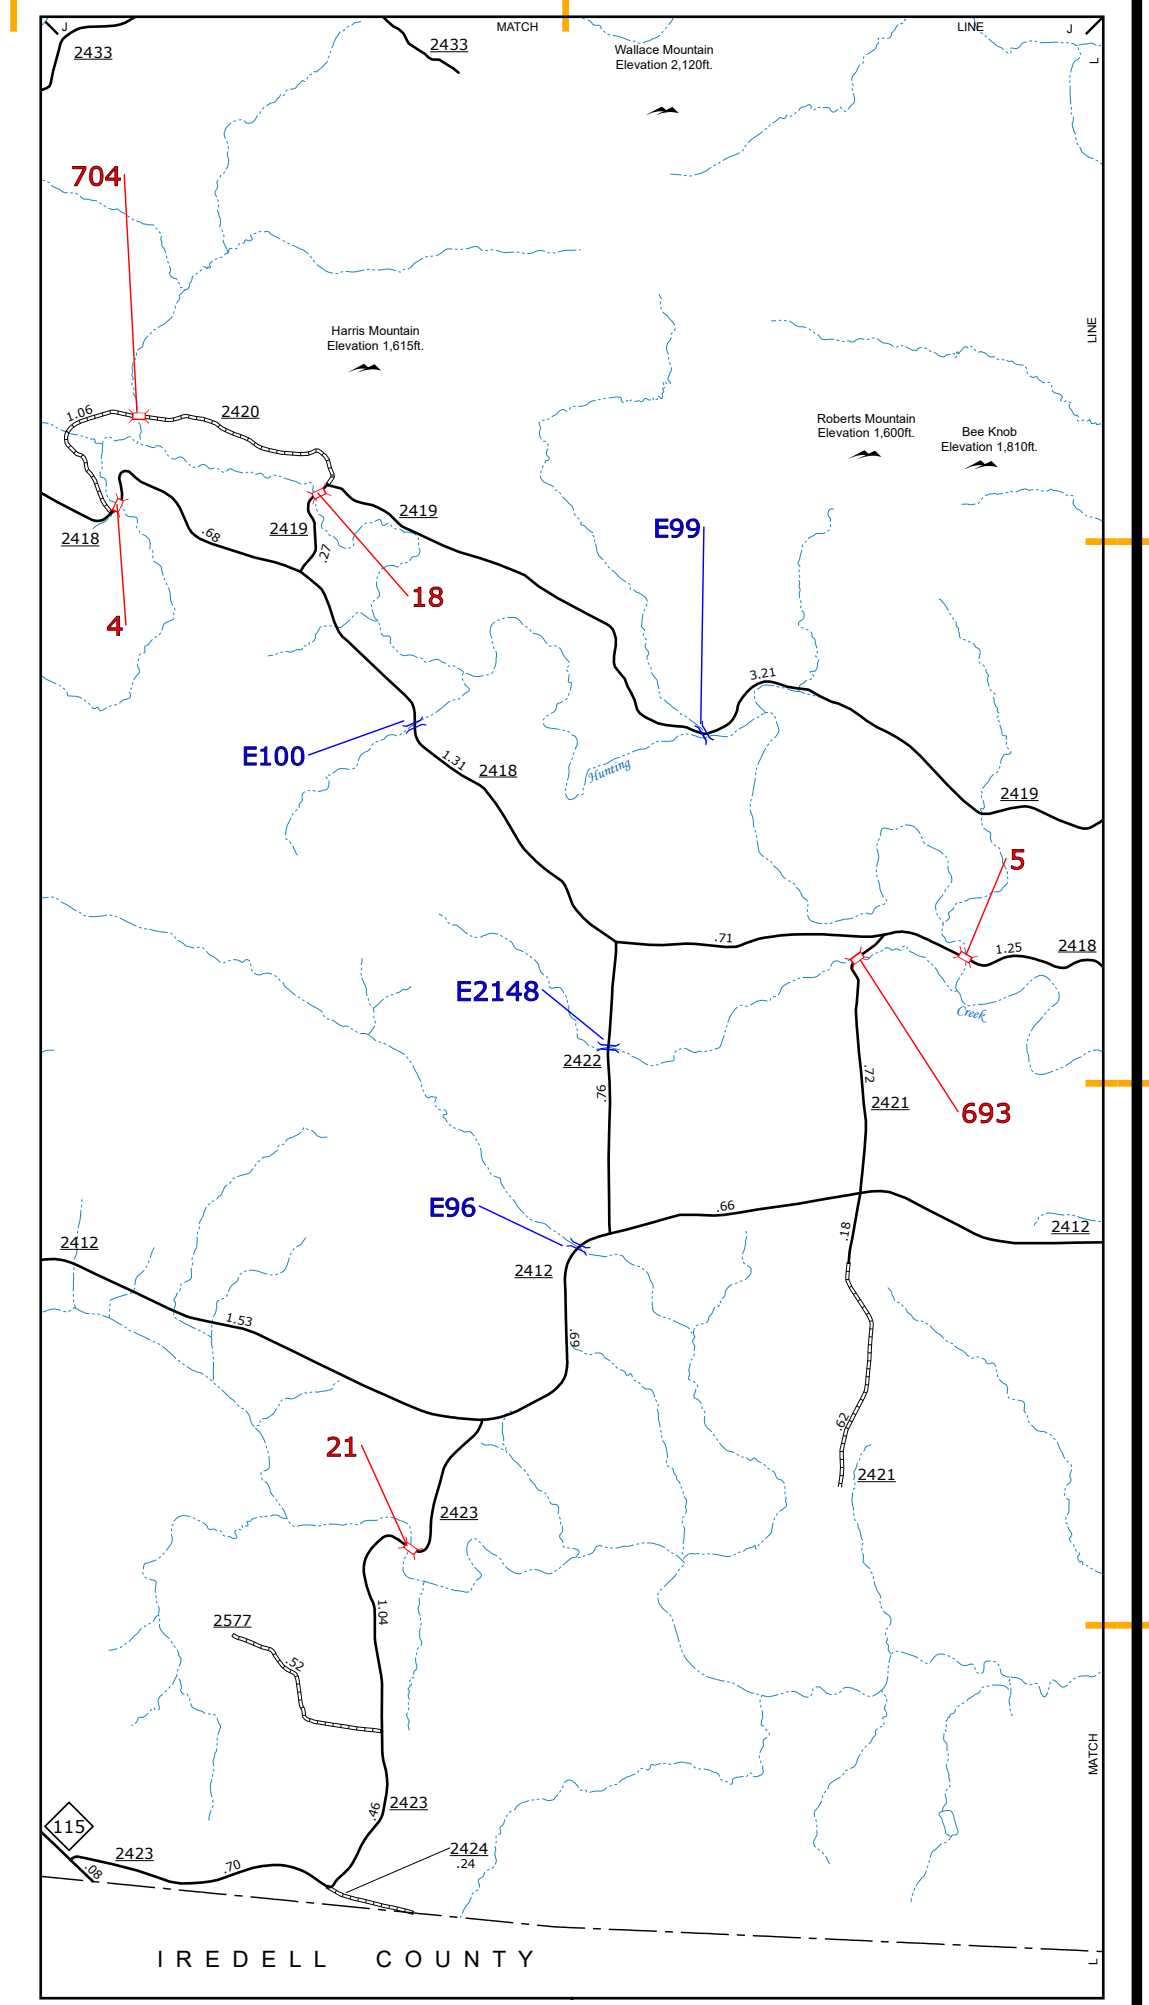 J
MATCH
LINE
J
L
2433
2433
Wallace Mountain
Elevation 2,120ft.
704
LINE
Harris Mountain
Elevation 1,615ft.
1.06
2420
Roberts Mountain
Elevation 1,600ft.
Bee Knob
Elevation 1,810ft.
2418
.68
2419
2419
E99
.27
18
4
3.21
E100
1.31
2418
Hunting
2419
5
.71
1.25
2418
E2148
Creek
2422
.72
.76
2421
693
E96
.66
.18
2412
2412
2412
1.53
.69
.62
21
2421
2423
1.04
2577
.52
MATCH
115
.46
2423
2423
.08
.70
2424
.24
IREDELL COUNTY
L